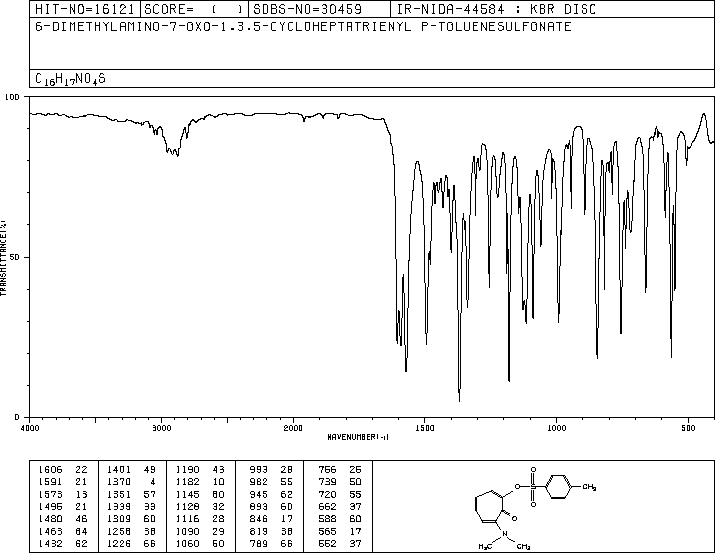 HIT-NO=16121 SCORE= ( ) SDBS-NO=30459 IR-NIDA-44584 : KBR DISC
6-DIMETHYLAMINO-7-OXO-1,3,5-CYCLOHEPTATRIENYL P-TOLUENESULFONATE
C16H17NO4S
100
50
0
TRANSMITTANCE(%)
4000 3000 2000 1500 1000 500
WAVENUMBER(-1)
1606 22 1401 49 1190 43 993 28 756 25
1591 21 1370 4 1182 10 982 55 739 50
1573 13 1351 57 1145 60 945 62 720 55
1495 21 1339 33 1128 32 893 60 662 37
1480 46 1309 60 1116 28 846 17 588 60
1463 64 1258 38 1090 29 819 38 565 17
1432 62 1226 66 1060 50 789 66 552 37
O
O S CH3
O O
N
H3C CH3